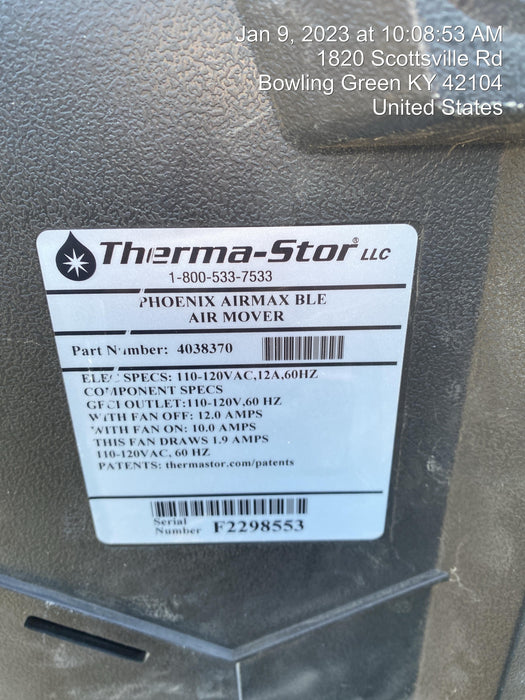 Jan 9, 2023 at 10:08:53 AM
1820 Scottsville Rd
Bowling Green KY 42104
United States
Therma-Stor® LLC
1-800-533-7533
PHOENIX AIRMAX BLE
AIR MOVER
Part Number: 4038370
ELEC SPECS: 110-120VAC,12A,60HZ
COMPONENT SPECS
GFCI OUTLET:110-120V,60 HZ
WITH FAN OFF: 12.0 AMPS
WITH FAN ON: 10.0 AMPS
THIS FAN DRAWS 1.9 AMPS
110-120VAC, 60 HZ
PATENTS: thermastor.com/patents
Serial
Number F2298553